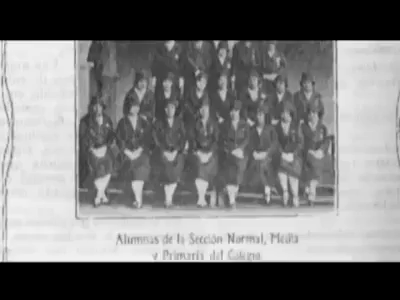 Alumnas de la Sección Normal, Media
y Primaria del Colegio